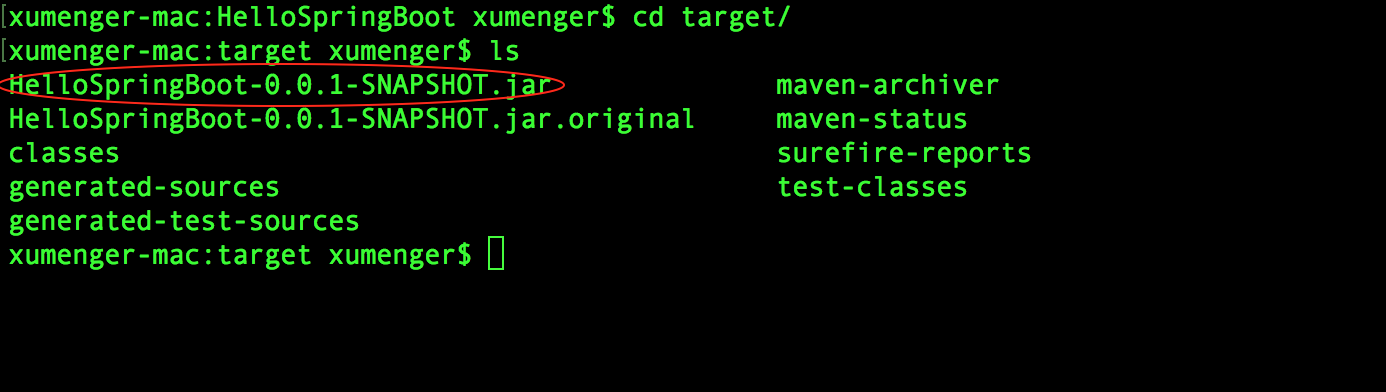 xumenger-mac:HelloSpringBoot xumenger$ cd target/
xumenger-mac:target xumenger$ ls
HelloSpringBoot-0.0.1-SNAPSHOT.jar maven-archiver
HelloSpringBoot-0.0.1-SNAPSHOT.jar.original maven-status
classes surefire-reports
generated-sources test-classes
generated-test-sources
xumenger-mac:target xumenger$